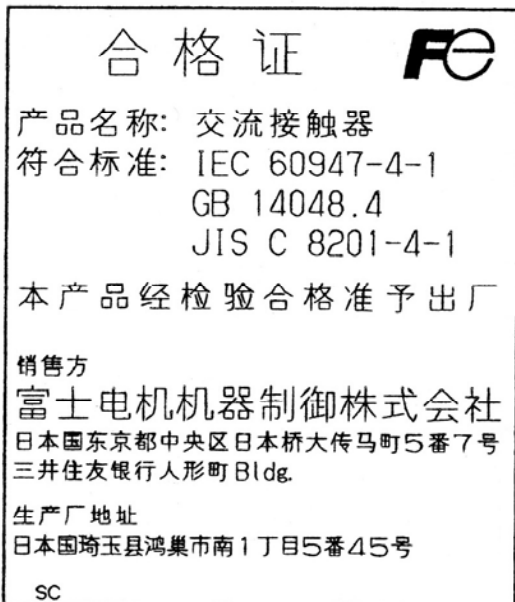 合格证 Fe
产品名称: 交流接触器
符合标准: IEC 60947-4-1
GB 14048.4
JIS C 8201-4-1
本产品经检验合格准予出厂
销售方
富士电机机器制御株式会社
日本国东京都中央区日本桥大传马町5番7号
三井住友银行人形町Bldg.
生产厂地址
日本国琦玉县鸿巢市南1丁目5番45号
SC